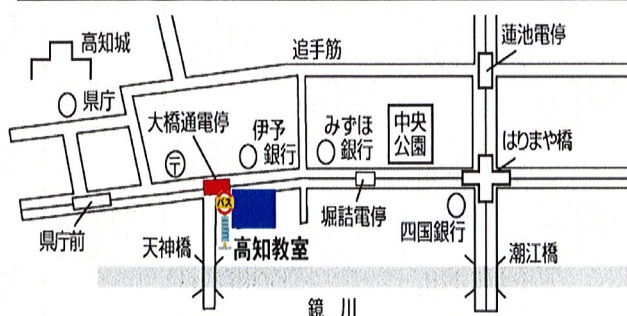 高知城
追手筋
蓮池電停
県庁
大橋通電停
伊予
銀行
みずほ
銀行
中央
公園
はりまや橋
〒
バス
県庁前
天神橋
高知教室
堀詰電停
四国銀行
潮江橋
鏡川